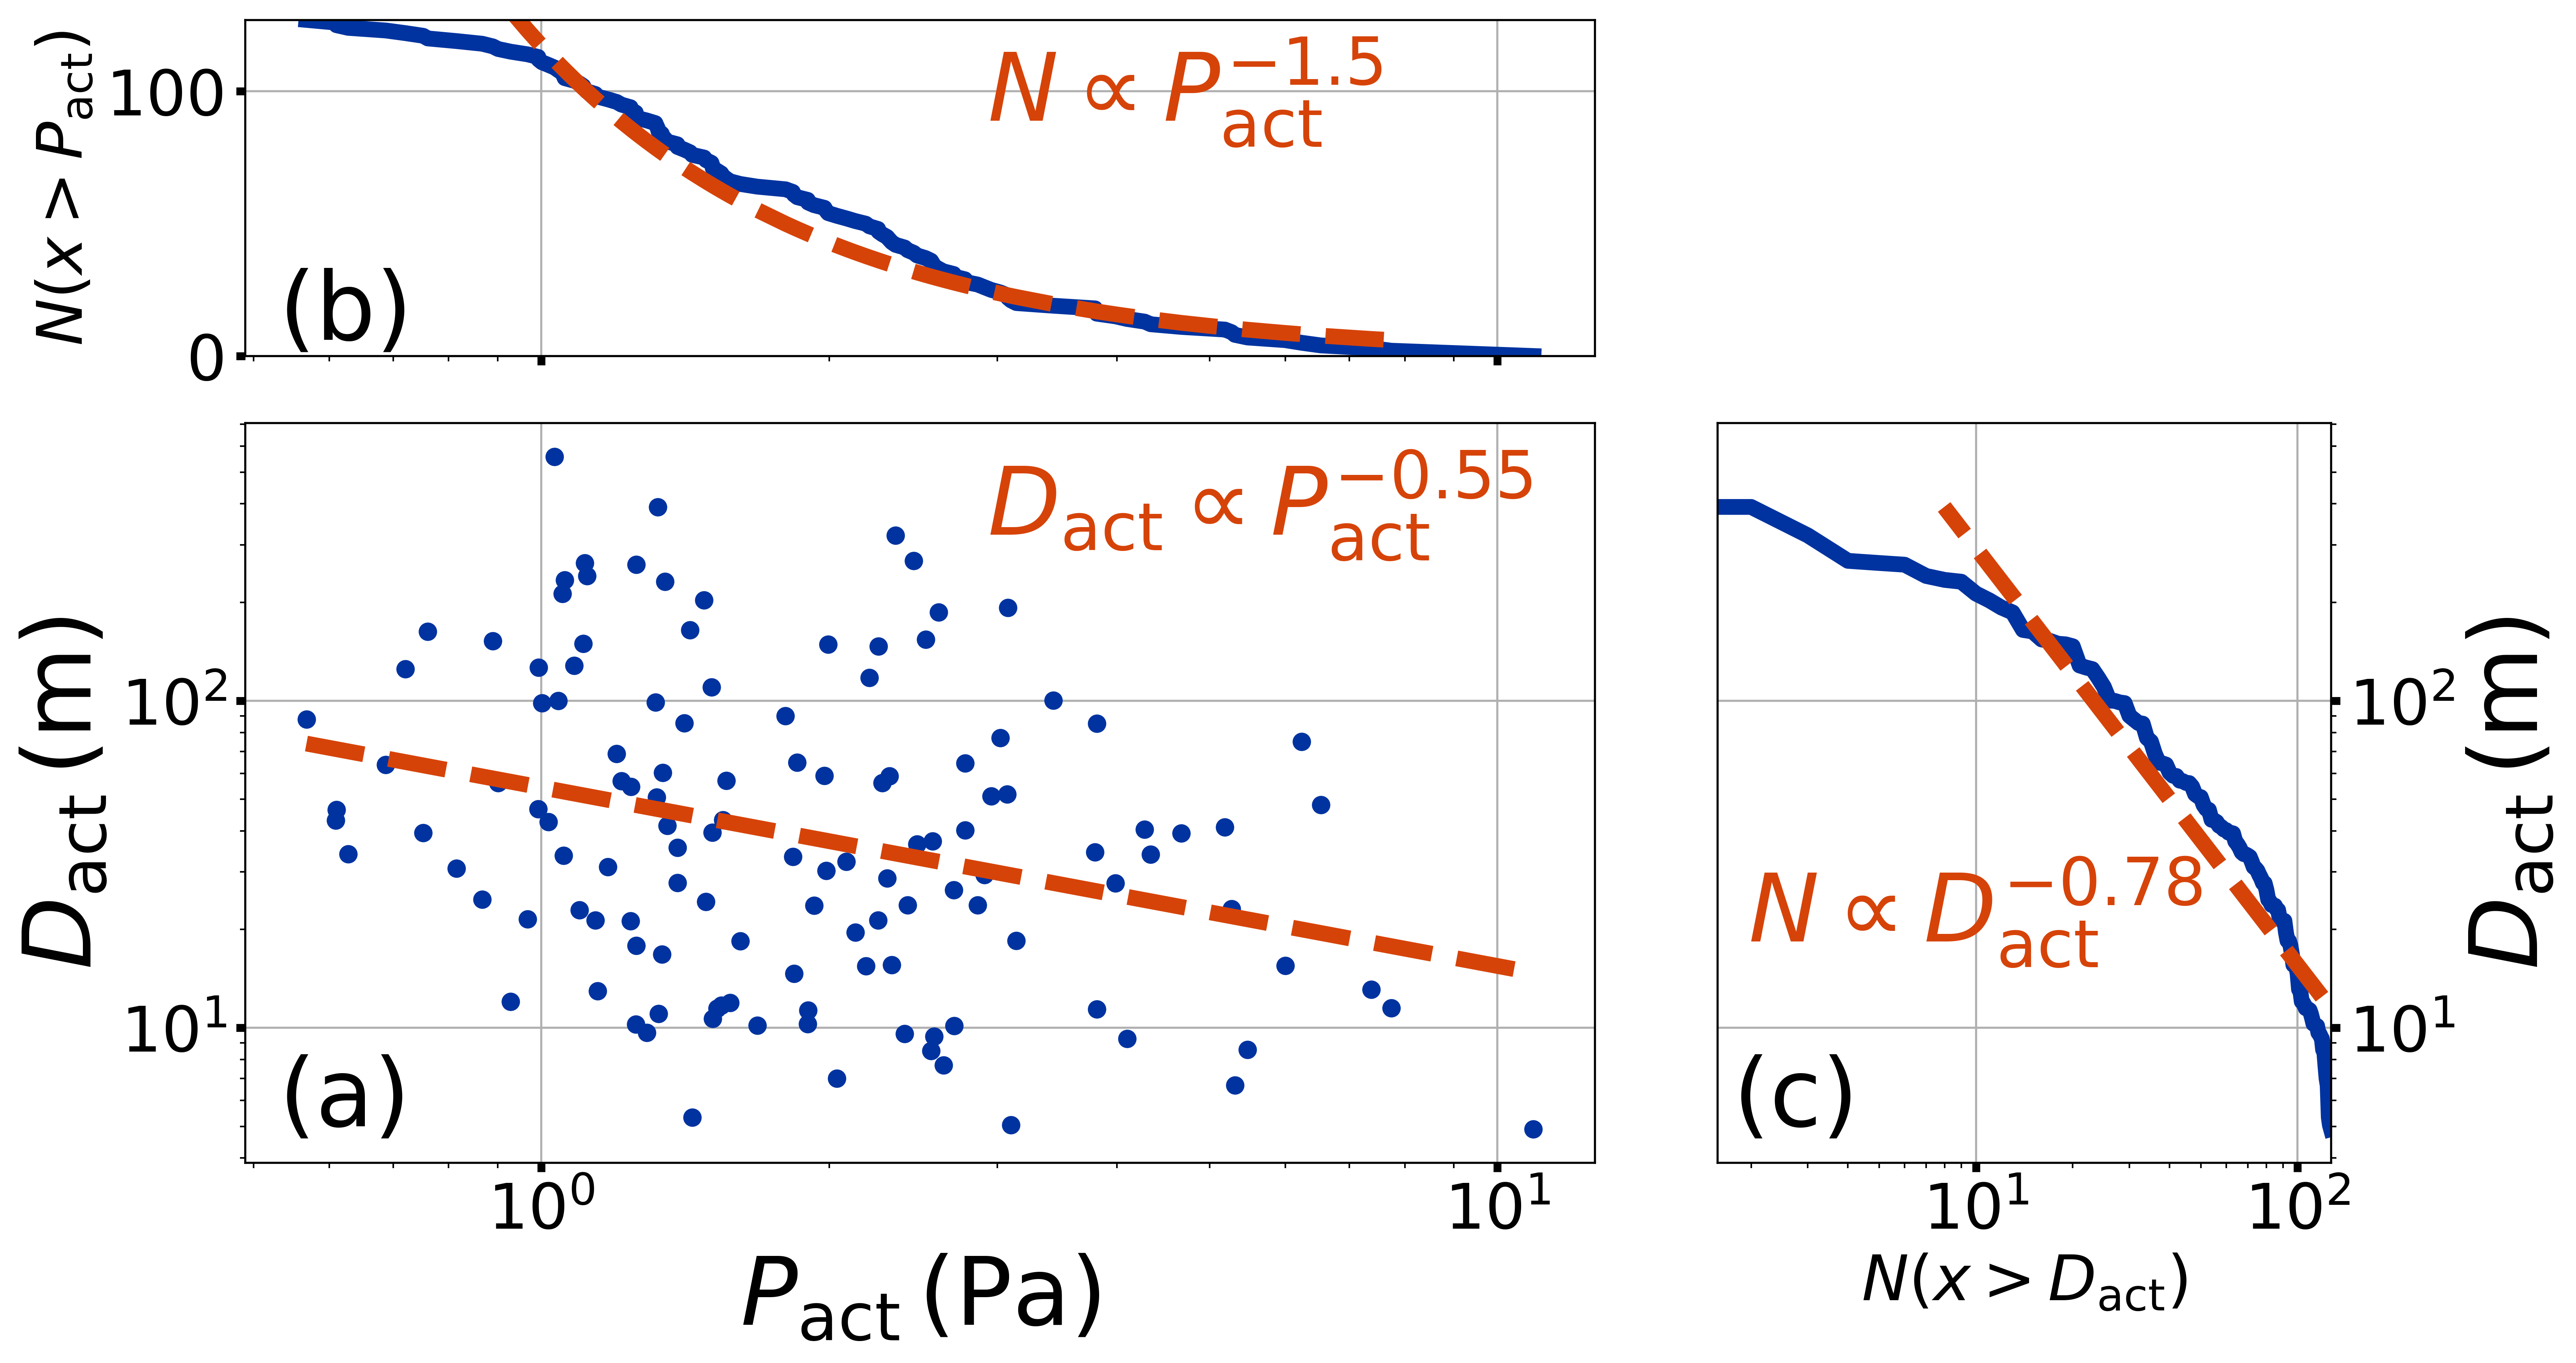 N(x > P_act)
100
0
(b)
N ∝ P_act^−1.5
D_act (m)
10^2
10^1
D_act ∝ P_act^−0.55
(a)
10^0
10^1
P_act (Pa)
N ∝ D_act^−0.78
(c)
10^2
10^1
D_act (m)
10^1
10^2
N(x > D_act)